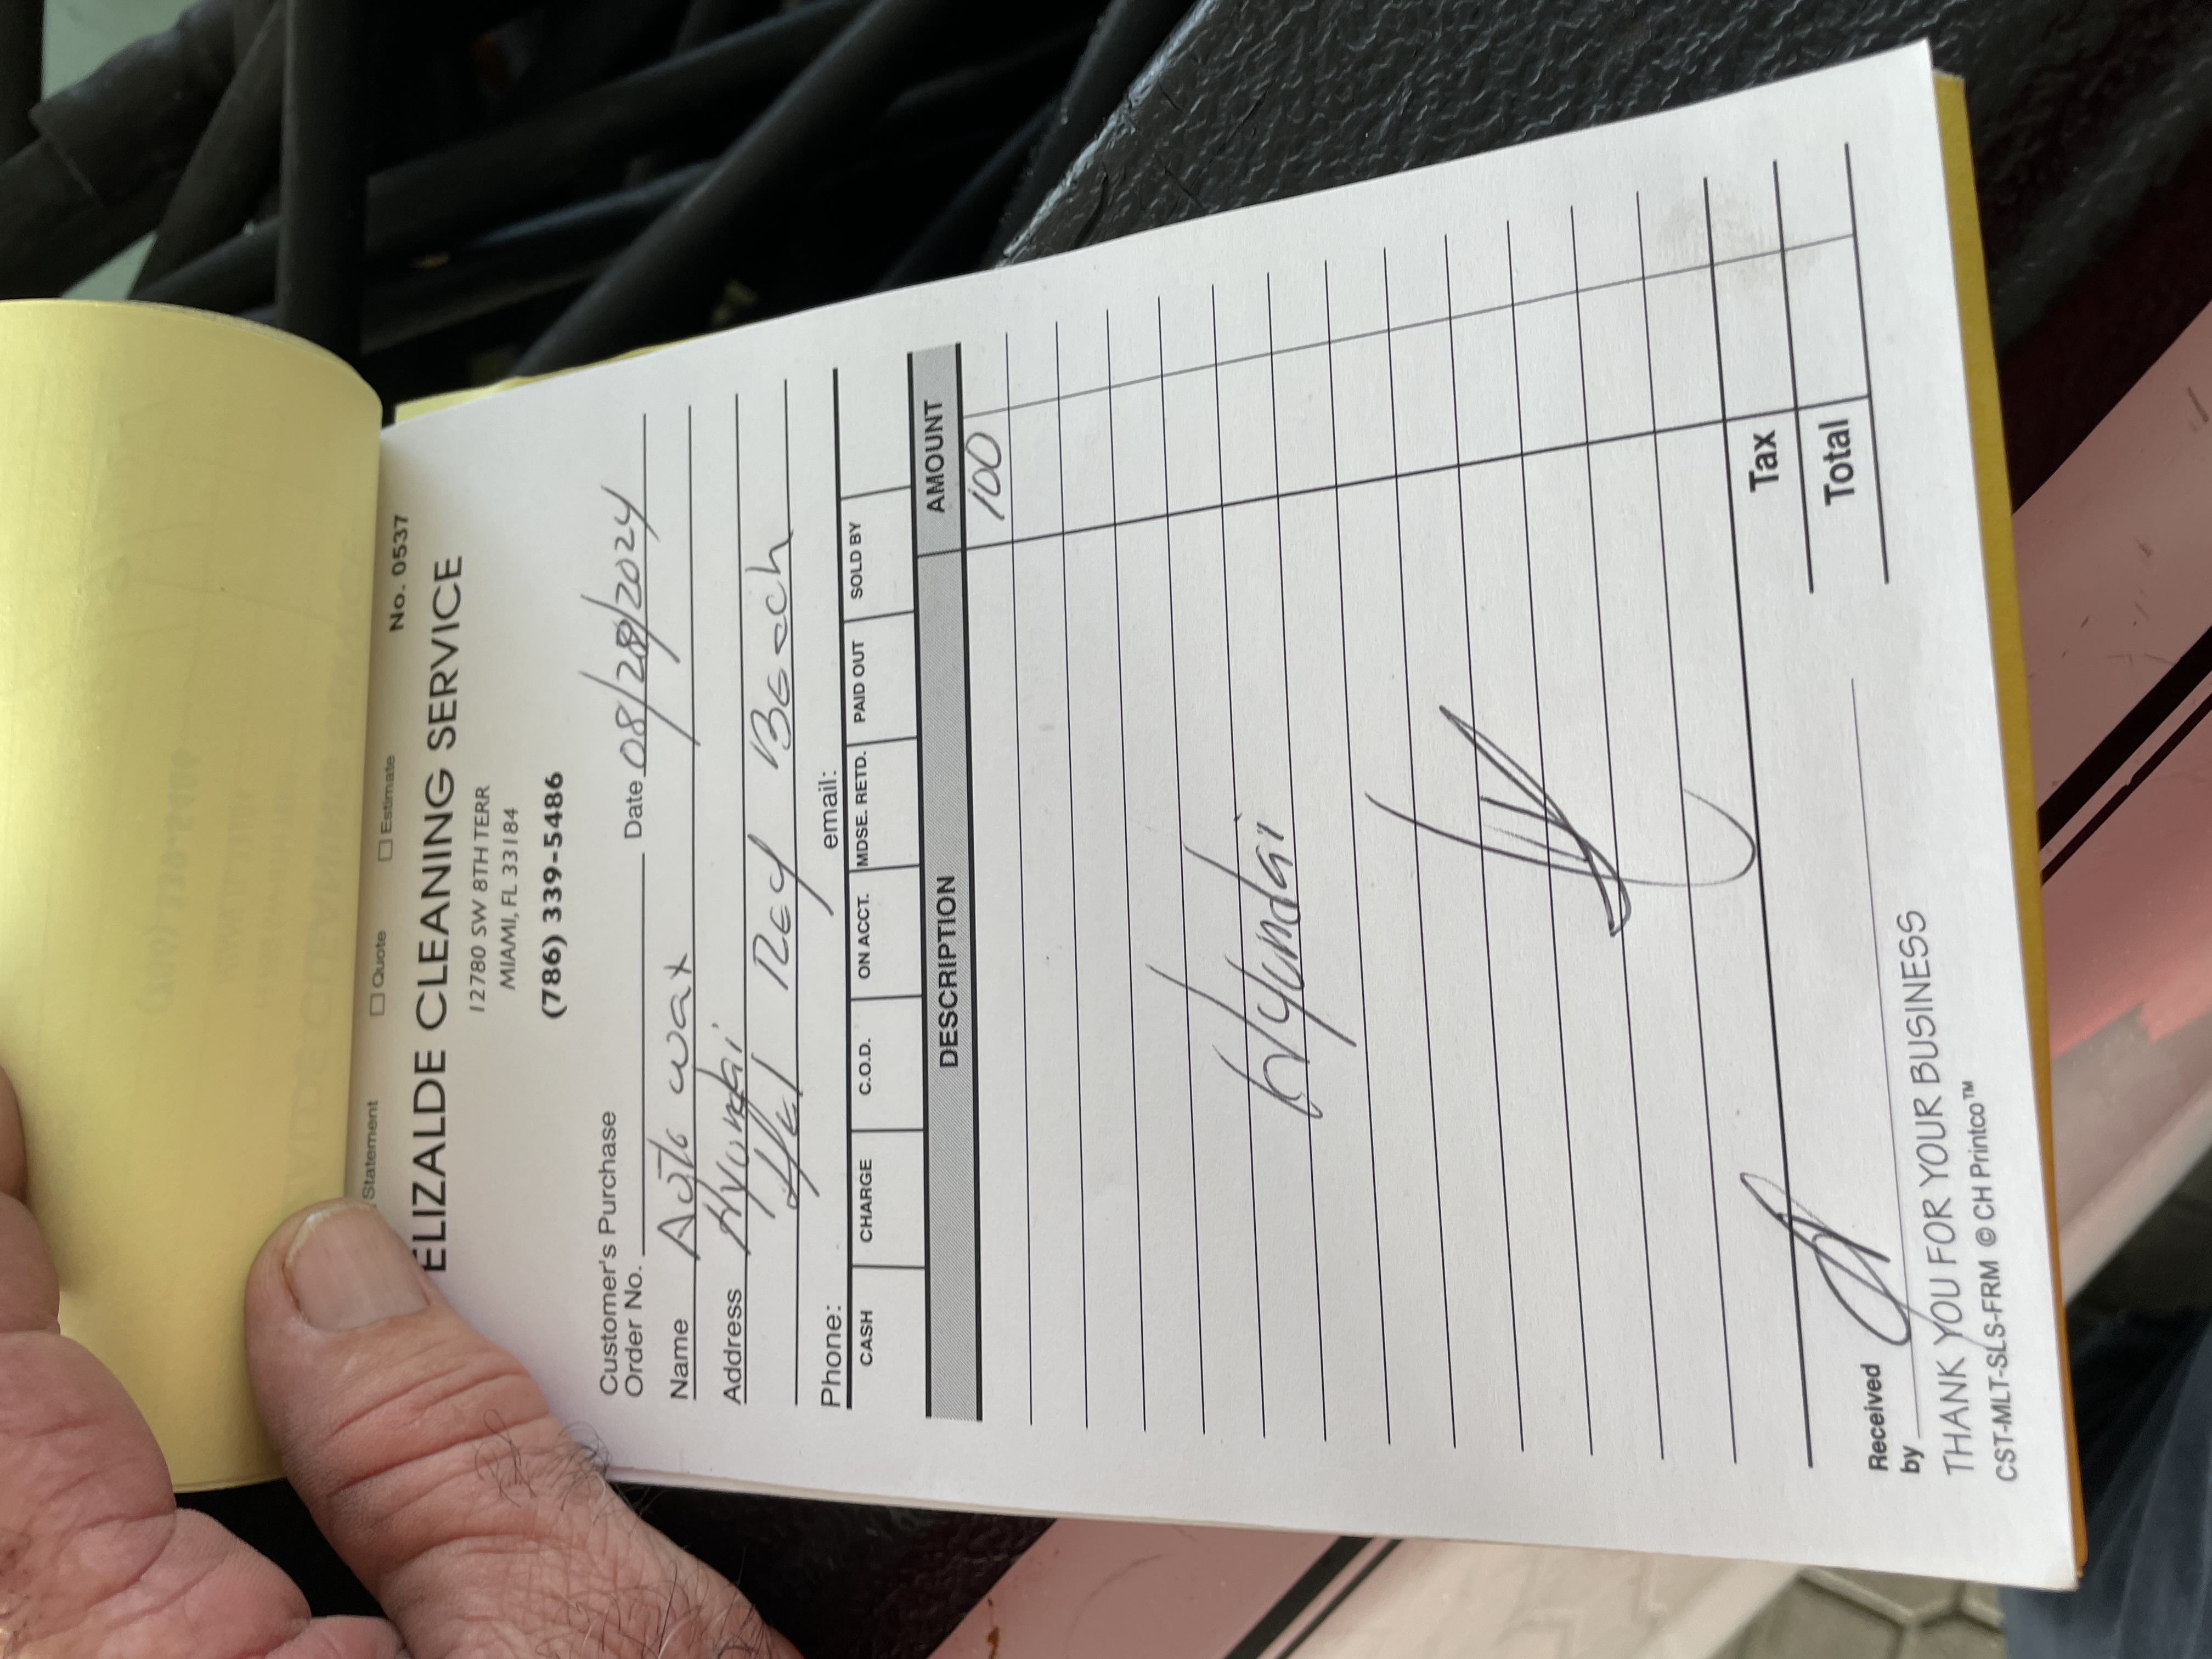 Statement □ Quote □ Estimate No. 0537
ELIZALDE CLEANING SERVICE
12780 SW 8TH TERR
MIAMI, FL 33184
(786) 339-5486
Customer's Purchase
Order No. Date 08/28/2024
Name Auto wax
Address Hyundai
Beach
Phone: email:
CASH CHARGE C.O.D. ON ACCT. MDSE. RETD. PAID OUT SOLD BY
DESCRIPTION AMOUNT
100
Hyundai
Tax
Total
Received
by
THANK YOU FOR YOUR BUSINESS
CST-MLT-SLS-FRM © CH Printco™